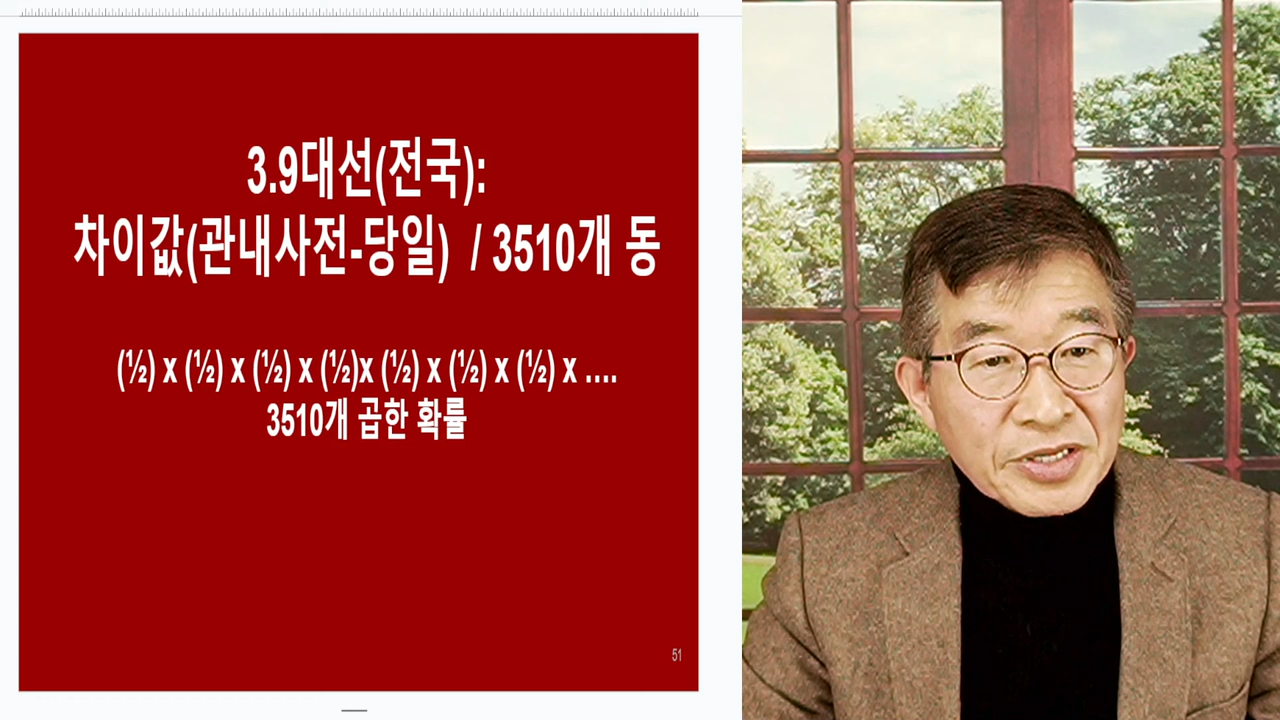 3.9대선(전국):
차이값(관내사전-당일) / 3510개 동
(½) x (½) x (½) x (½)x (½) x (½) x (½) x ....
3510개 곱한 확률
51